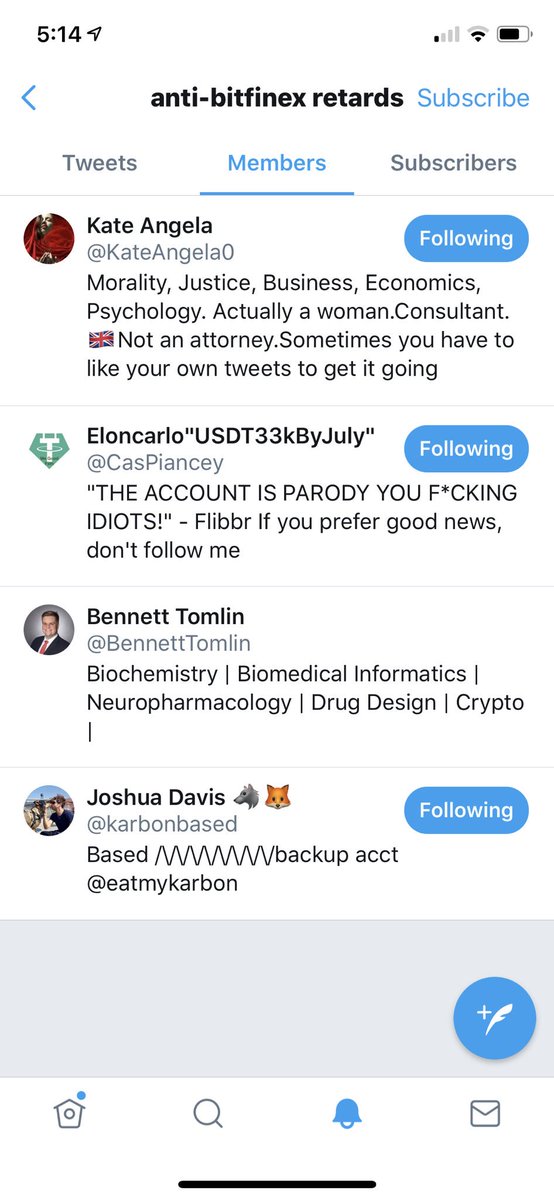 5:14
anti-bitfinex retards Subscribe
Tweets Members Subscribers
Kate Angela Following
@KateAngela0
Morality, Justice, Business, Economics,
Psychology. Actually a woman.Consultant.
🇬🇧Not an attorney.Sometimes you have to
like your own tweets to get it going
Eloncarlo"USDT33kByJuly" Following
@CasPiancey
"THE ACCOUNT IS PARODY YOU F*CKING
IDIOTS!" - Flibbr If you prefer good news,
don't follow me
Bennett Tomlin
@BennettTomlin
Biochemistry | Biomedical Informatics |
Neuropharmacology | Drug Design | Crypto
|
Joshua Davis 🐺🦊 Following
@karbonbased
Based /\/\/\/\/\/\/\/\/backup acct
@eatmykarbon